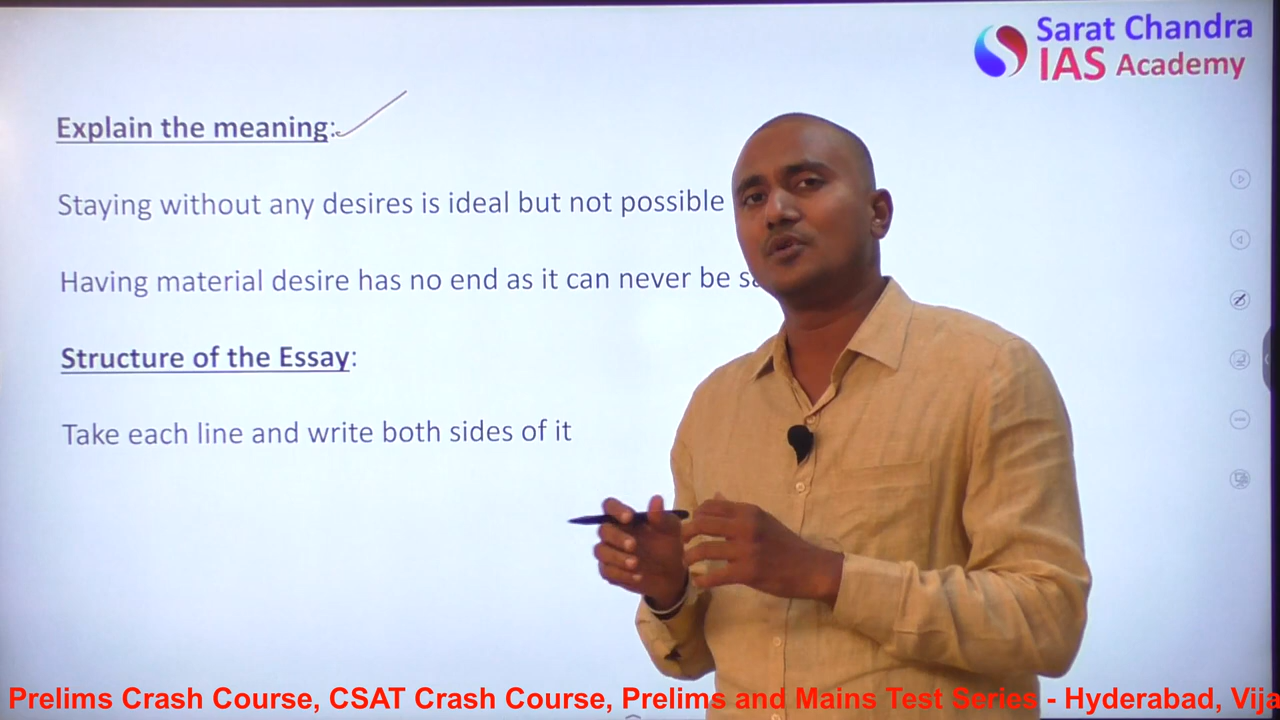 Sarat Chandra
IAS Academy
Explain the meaning:
Staying without any desires is ideal but not possible
Having material desire has no end as it can never be
Structure of the Essay:
Take each line and write both sides of it
Prelims Crash Course, CSAT Crash Course, Prelims and Mains Test Series - Hyderabad,